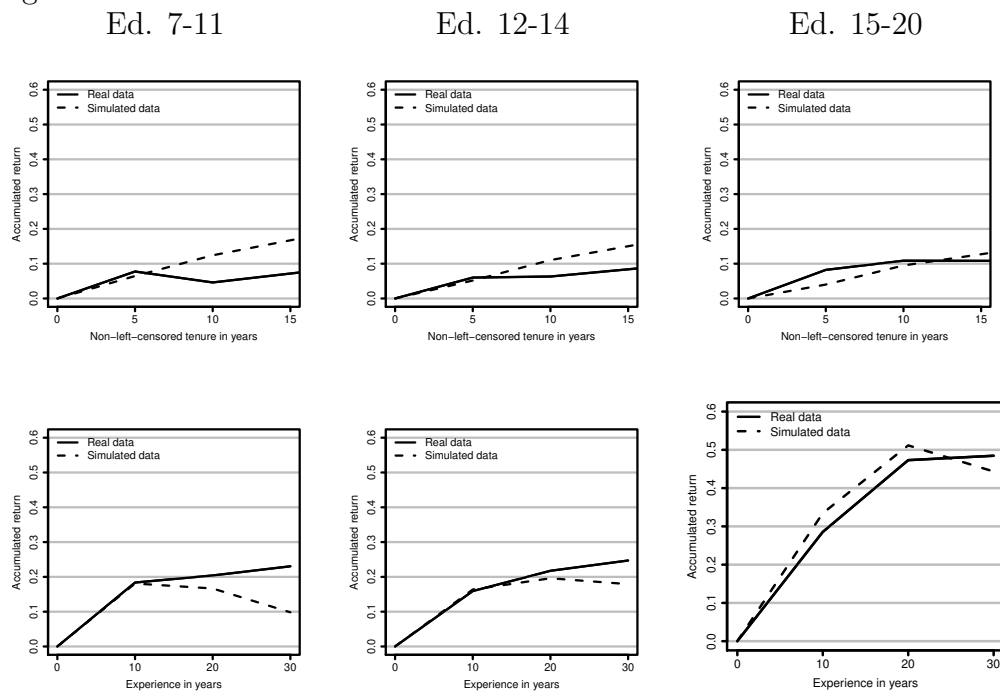 Ed. 7-11
Ed. 12-14
Ed. 15-20
Real data
Simulated data
Accumulated return
0.0 0.1 0.2 0.3 0.4 0.5 0.6
0 5 10 15
Non−left−censored tenure in years
Real data
Simulated data
Accumulated return
0.0 0.1 0.2 0.3 0.4 0.5 0.6
0 5 10 15
Non−left−censored tenure in years
Real data
Simulated data
Accumulated return
0.0 0.1 0.2 0.3 0.4 0.5 0.6
0 5 10 15
Non−left−censored tenure in years
Real data
Simulated data
Accumulated return
0.0 0.1 0.2 0.3 0.4 0.5 0.6
0 10 20 30
Experience in years
Real data
Simulated data
Accumulated return
0.0 0.1 0.2 0.3 0.4 0.5 0.6
0 10 20 30
Experience in years
Real data
Simulated data
Accumulated return
0.0 0.1 0.2 0.3 0.4 0.5 0.6
0 10 20 30
Experience in years